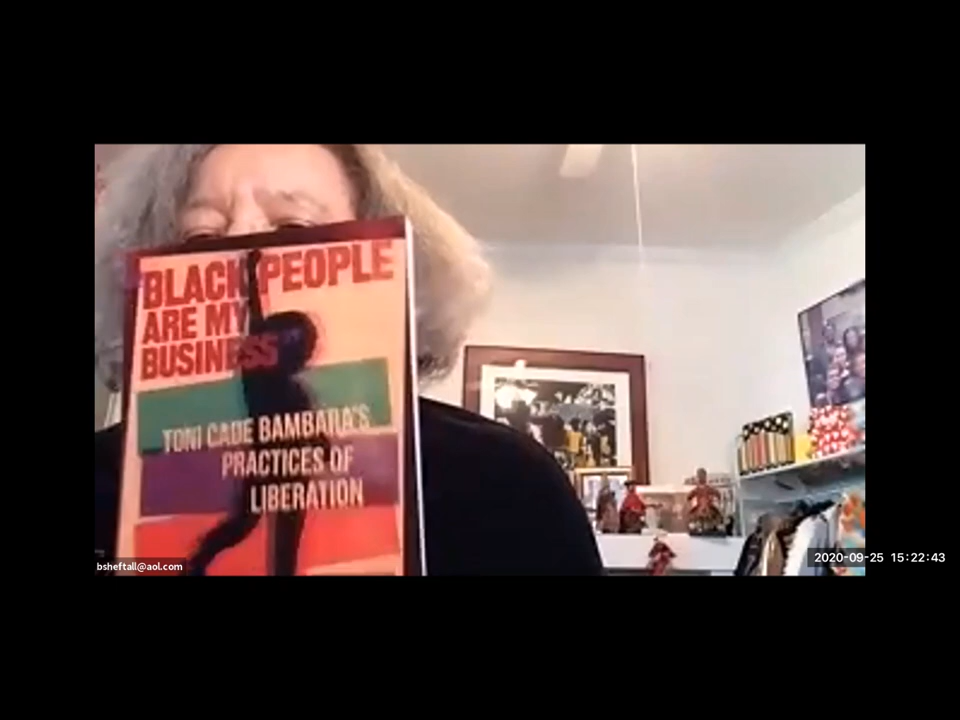 BLACK PEOPLE
ARE MY
BUSINESS
TONI CADE BAMBARA'S
PRACTICES OF
LIBERATION
bsheftall@aol.com
2020-09-25 15:22:43